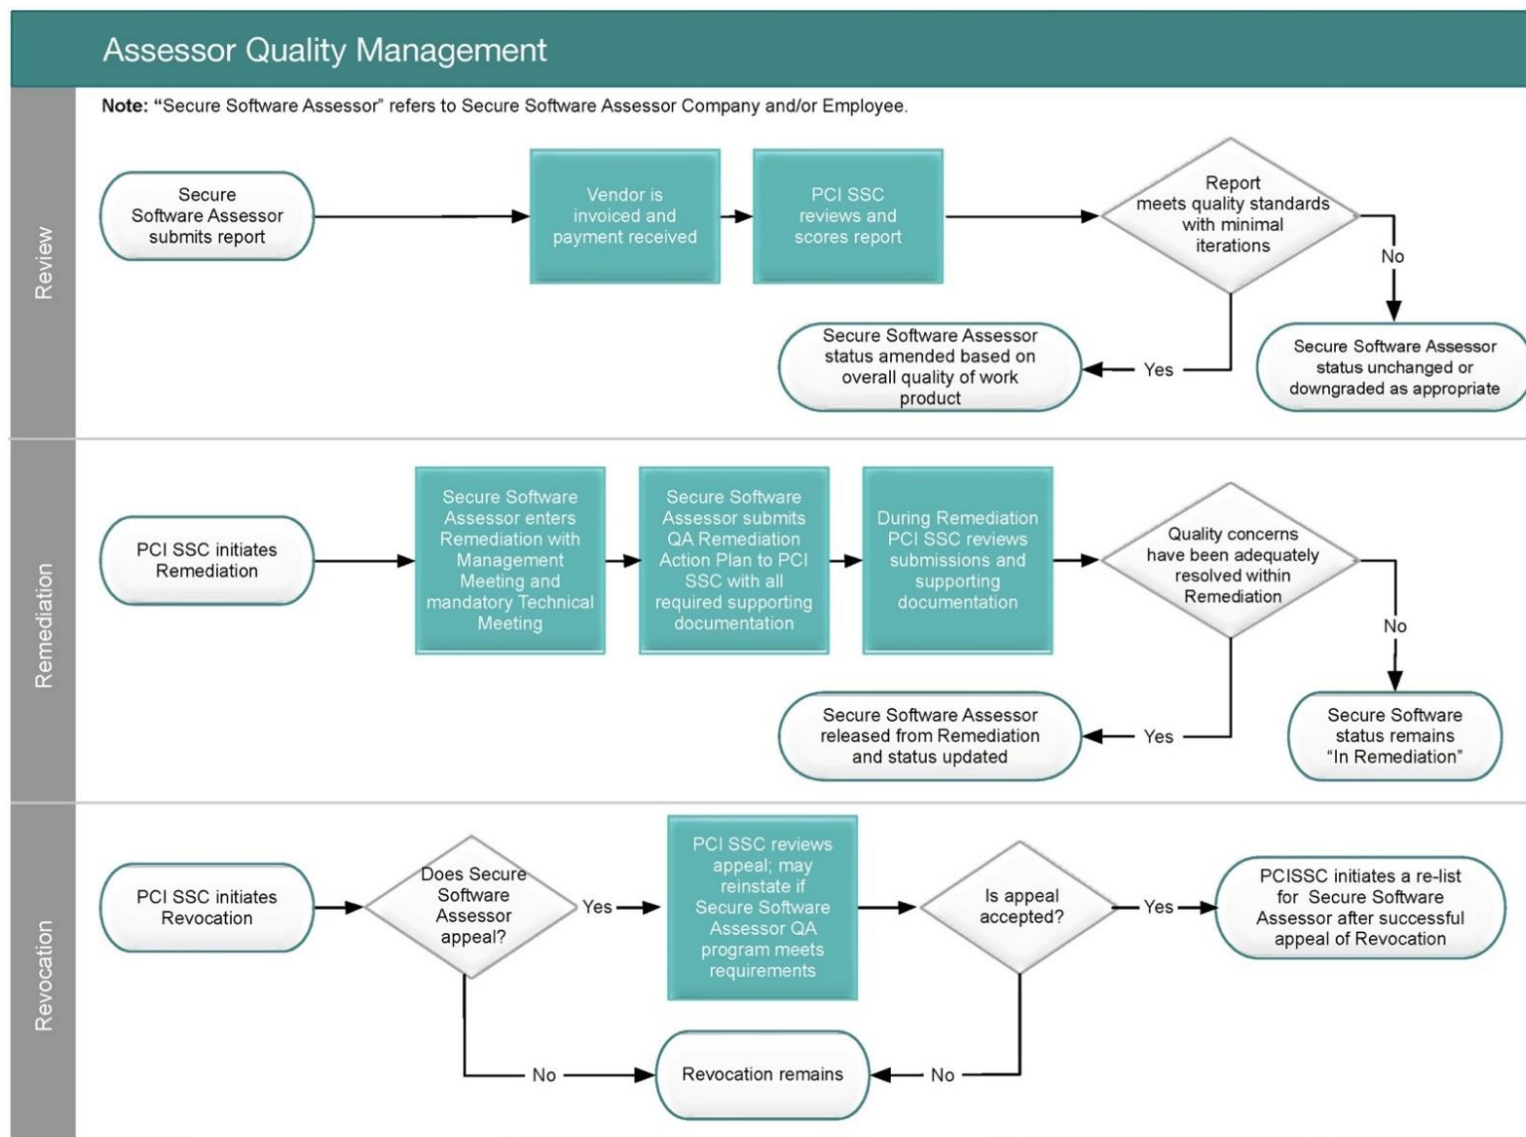 Assessor Quality Management
Note: “Secure Software Assessor” refers to Secure Software Assessor Company and/or Employee.
Review
Secure
Software Assessor
submits report
Vendor is
invoiced and
payment received
PCI SSC
reviews and
scores report
Report
meets quality standards
with minimal
iterations
No
Secure Software Assessor
status unchanged or
downgraded as appropriate
Yes
Secure Software Assessor
status amended based on
overall quality of work
product
Remediation
PCI SSC initiates
Remediation
Secure Software
Assessor enters
Remediation with
Management
Meeting and
mandatory Technical
Meeting
Secure Software
Assessor submits
QA Remediation
Action Plan to PCI
SSC with all
required supporting
documentation
During Remediation
PCI SSC reviews
submissions and
supporting
documentation
Quality concerns
have been adequately
resolved within
Remediation
No
Secure Software
status remains
“In Remediation”
Yes
Secure Software Assessor
released from Remediation
and status updated
Revocation
PCI SSC initiates
Revocation
Does Secure
Software
Assessor
appeal?
Yes
PCI SSC reviews
appeal; may
reinstate if
Secure Software
Assessor QA
program meets
requirements
Is appeal
accepted?
Yes
PCISSC initiates a re-list
for Secure Software
Assessor after successful
appeal of Revocation
No
Revocation remains
No